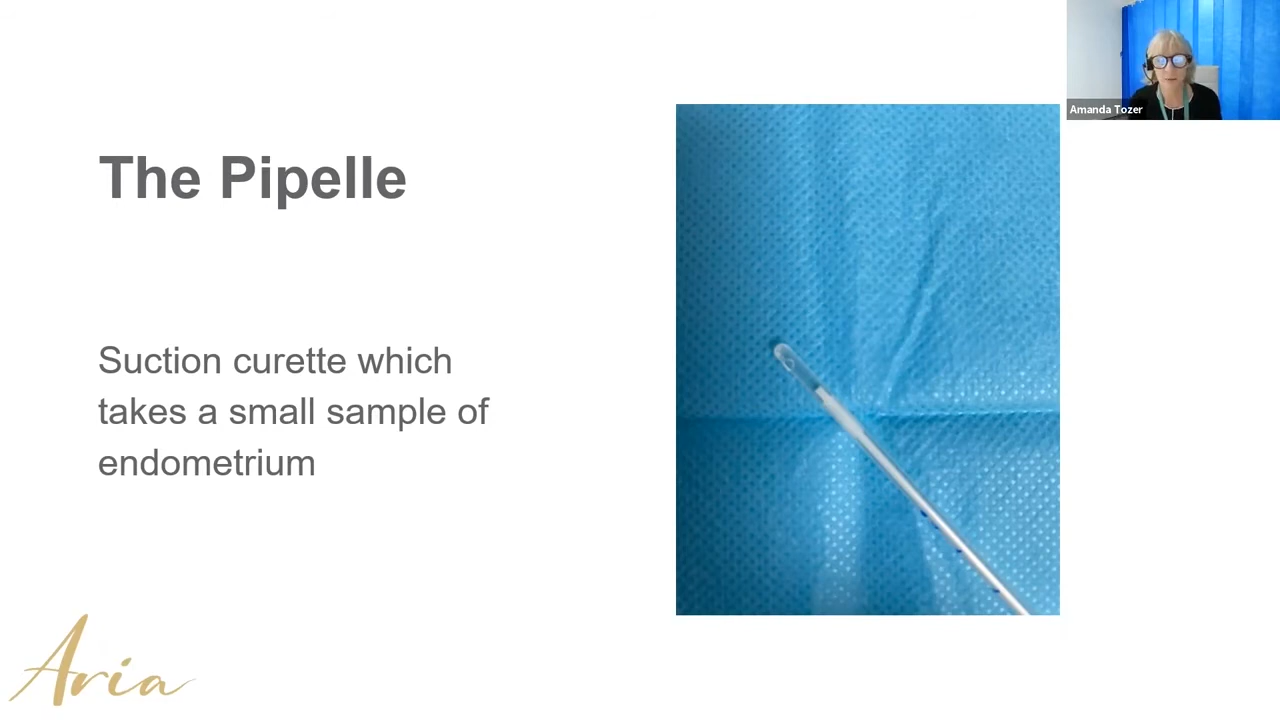 Amanda Tozer
The Pipelle
Suction curette which
takes a small sample of
endometrium
Aria